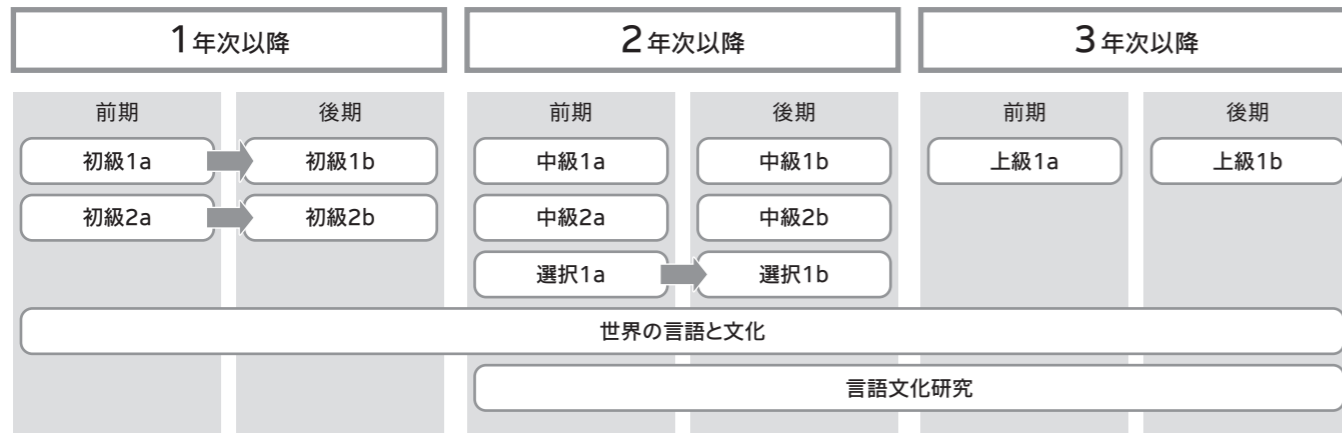 1年次以降 2年次以降 3年次以降
前期 後期 前期 後期 前期 後期
初級1a 初級1b 中級1a 中級1b 上級1a 上級1b
初級2a 初級2b 中級2a 中級2b
選択1a 選択1b
世界の言語と文化
言語文化研究